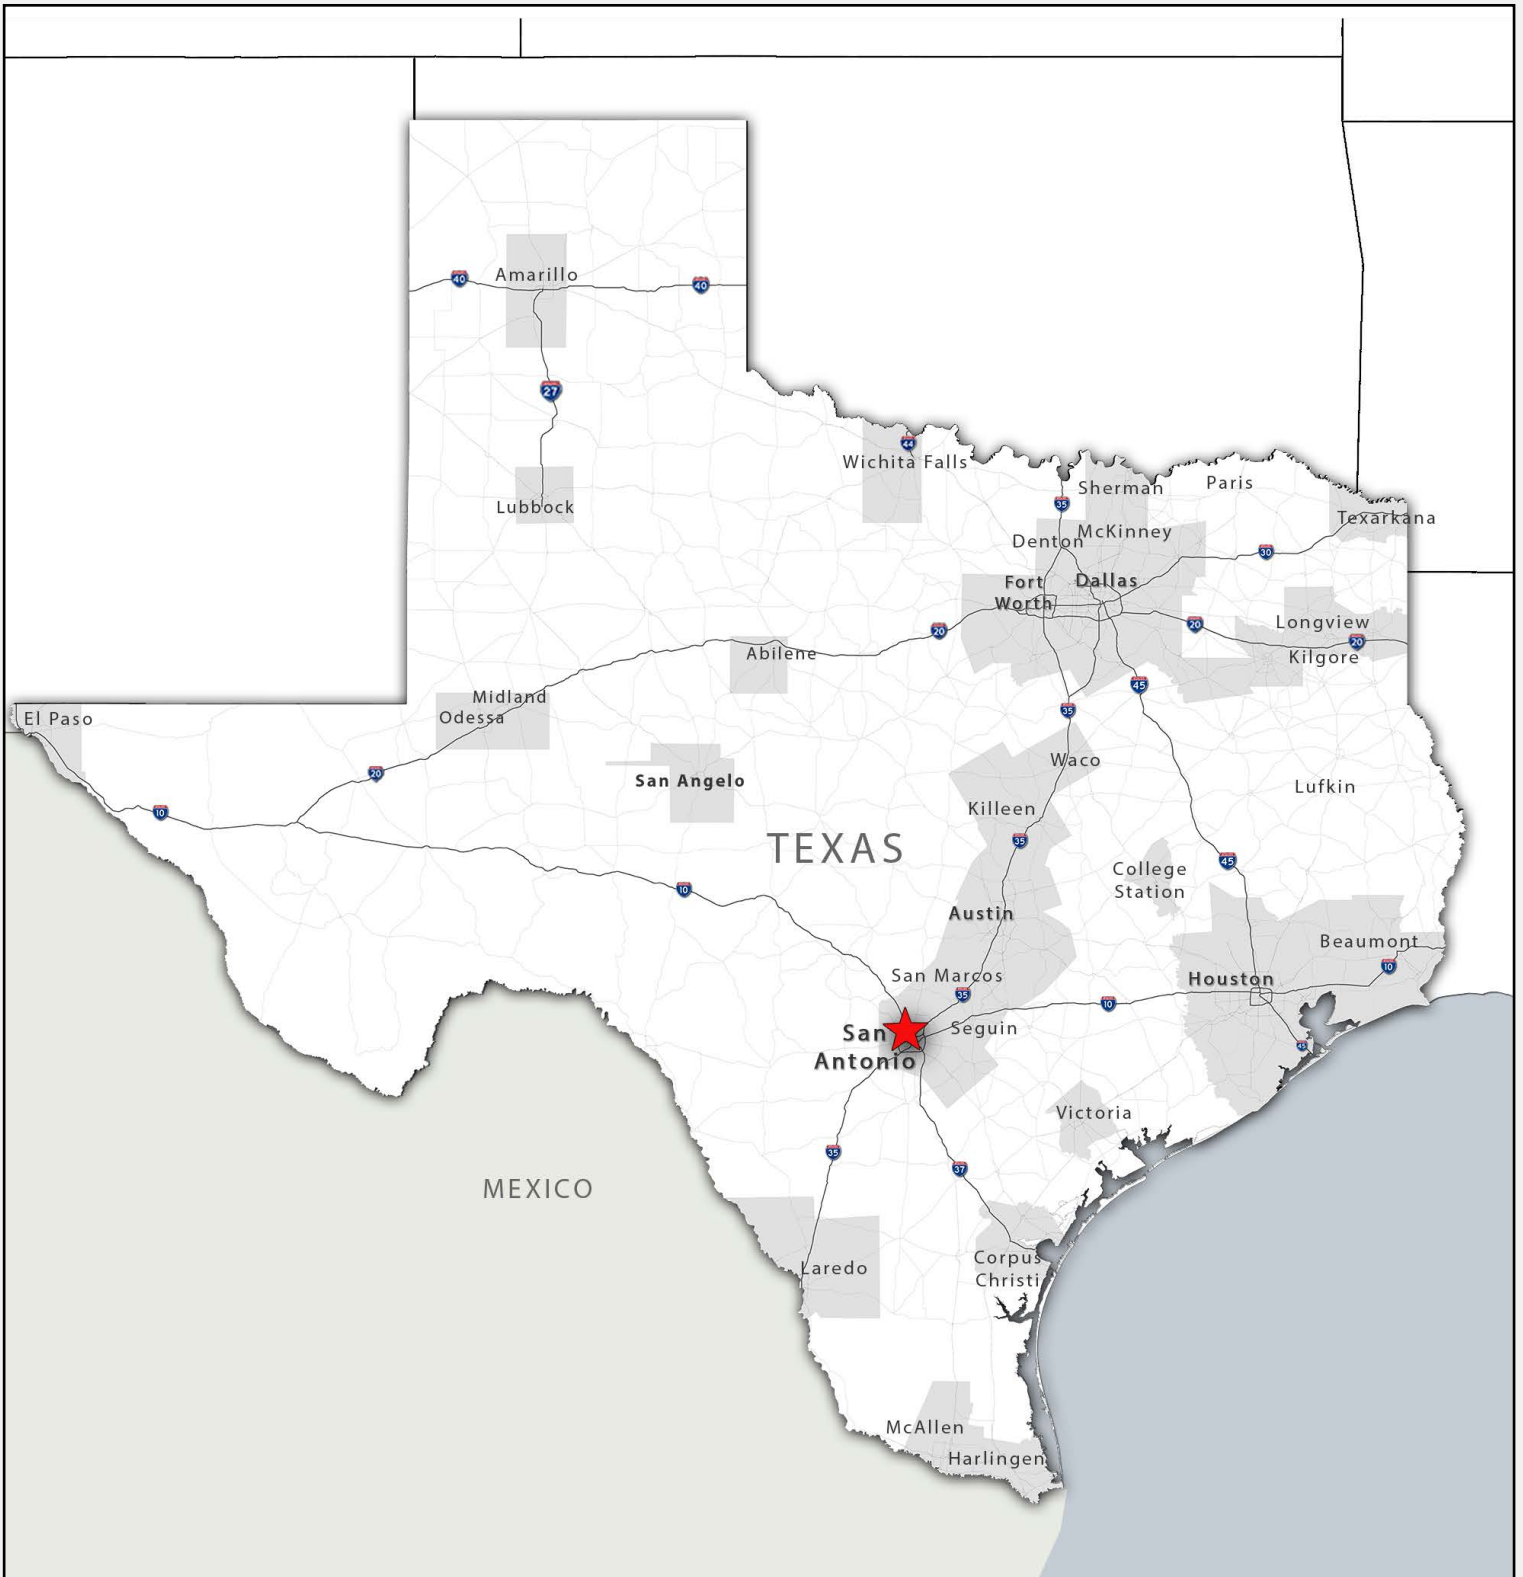 40
Amarillo
40
27
44
Wichita Falls
Lubbock
35
Sherman
Paris
Texarkana
McKinney
Denton
30
Fort
Worth
Dallas
20
20
Longview
20
Kilgore
Abilene
45
Midland
Odessa
35
El Paso
20
San Angelo
Waco
Lufkin
10
Killeen
35
TEXAS
45
College
Station
10
Austin
Beaumont
10
San Marcos
Houston
35
10
San
Antonio
Seguin
45
Victoria
35
37
MEXICO
Laredo
Corpus
Christi
McAllen
Harlingen